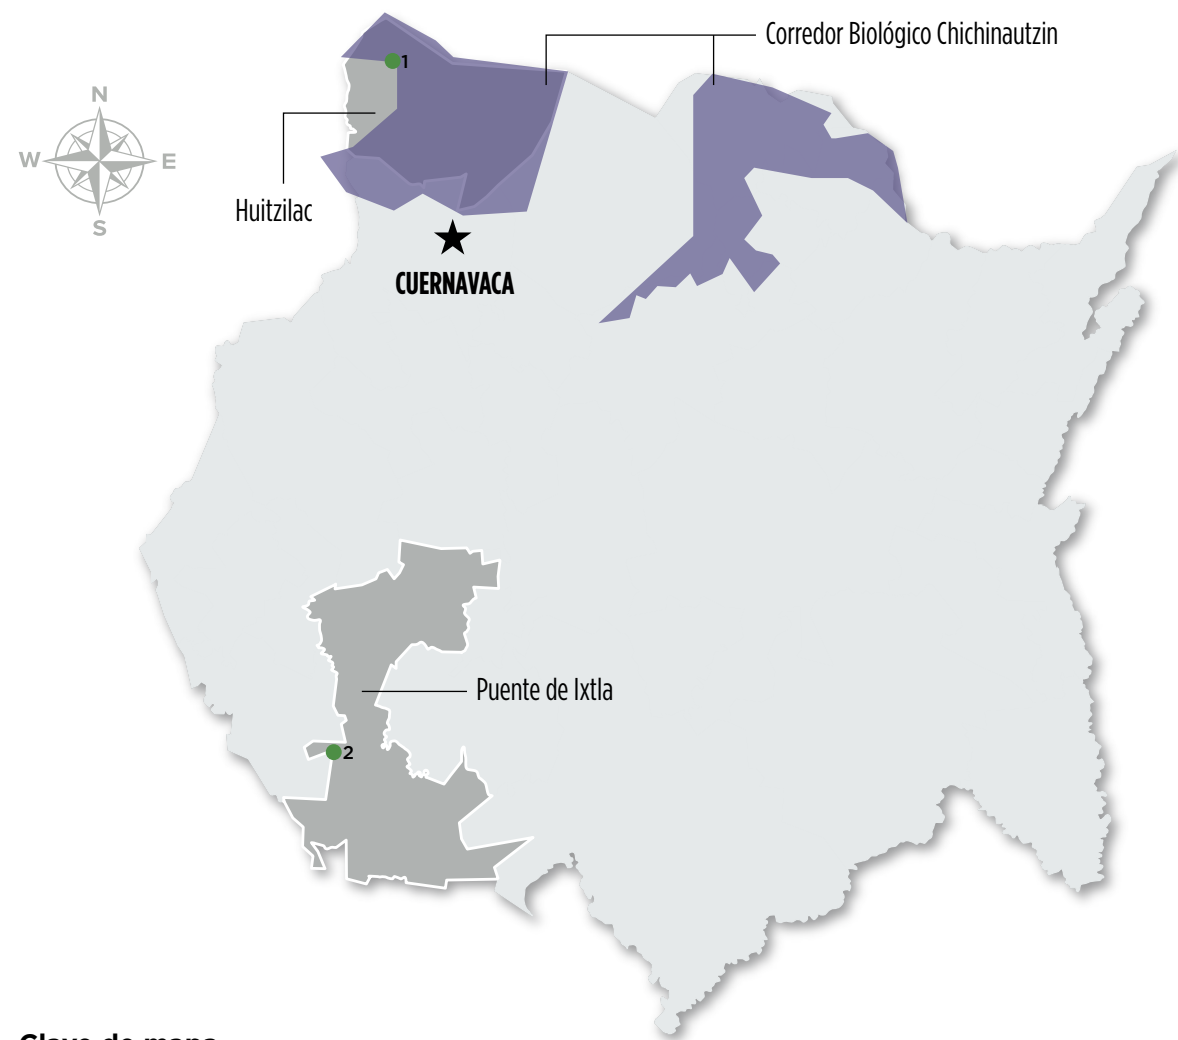 Corredor Biológico Chichinautzin
1
N
W
E
S
Huitzilac
CUERNAVACA
Puente de Ixtla
2
Clave de mapa